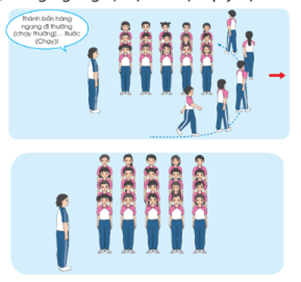 Thành bốn hàng
ngang đi thường
(chạy thường)... Bước
(Chạy)!